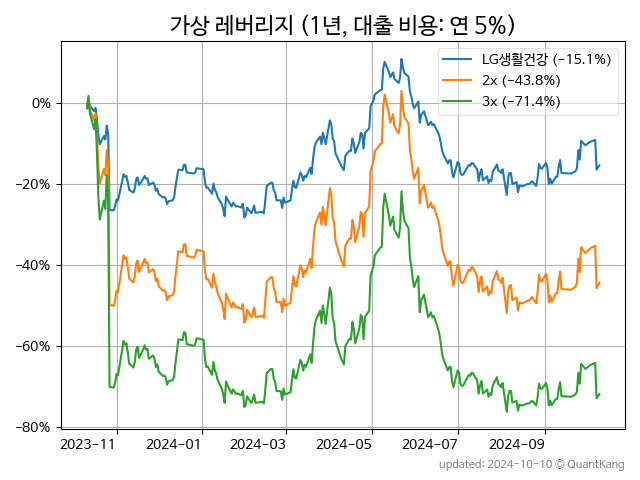 가상 레버리지 (1년, 대출 비용: 연 5%)
LG생활건강 (−15.1%)
2x (−43.8%)
3x (−71.4%)
0%
−20%
−40%
−60%
−80%
2023-11 2024-01 2024-03 2024-05 2024-07 2024-09
updated: 2024-10-10 © QuantKang